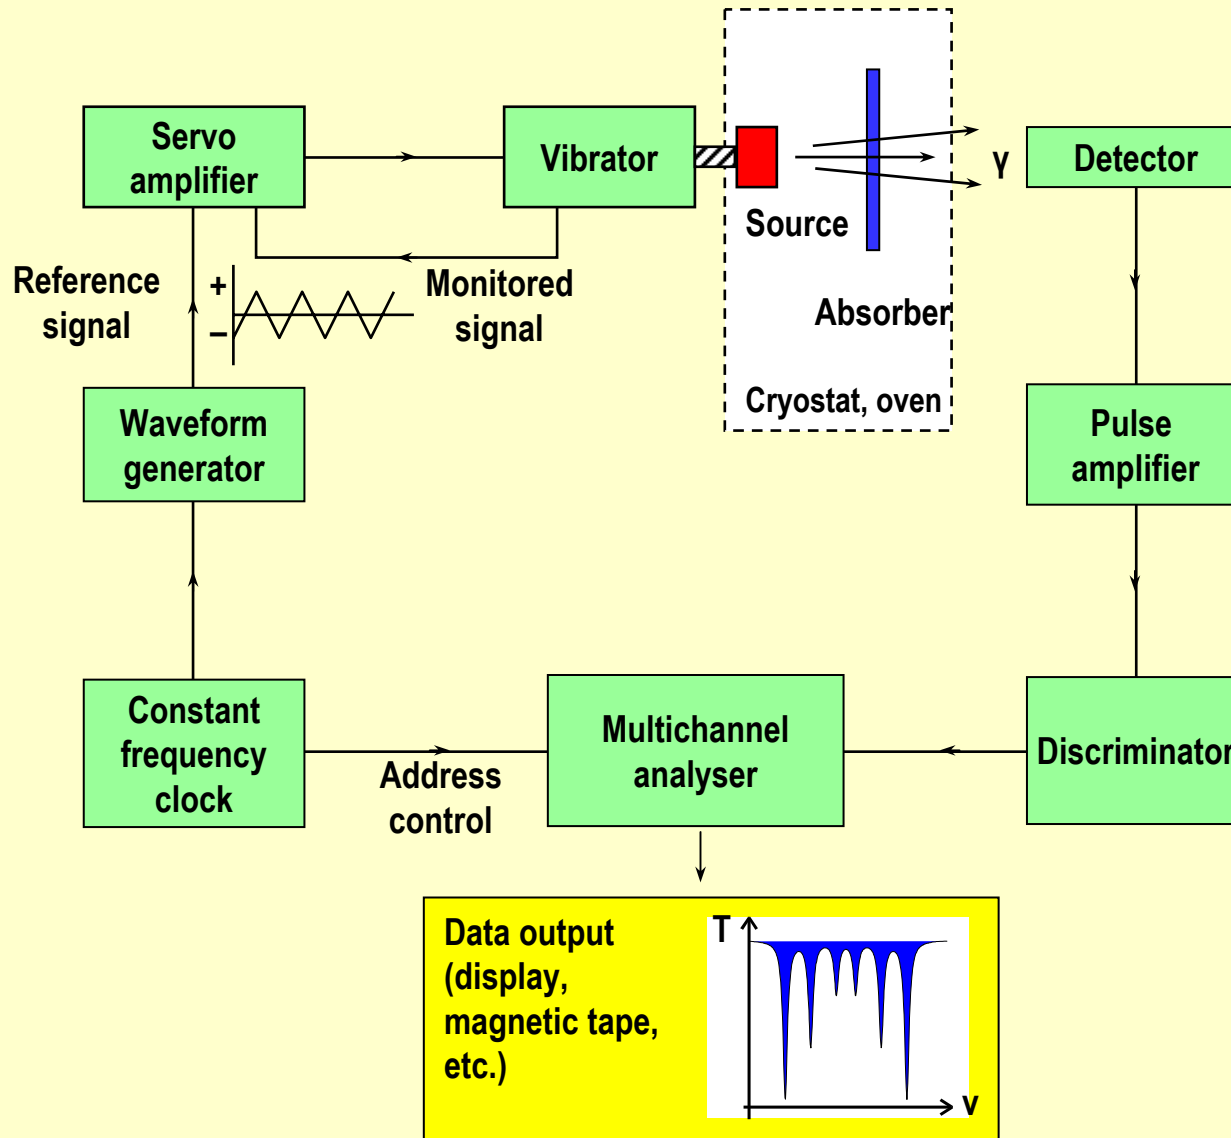 Servo
amplifier
Vibrator
Source
Absorber
Cryostat, oven
γ
Detector
Reference
signal
+
–
Monitored
signal
Waveform
generator
Pulse
amplifier
Constant
frequency
clock
Address
control
Multichannel
analyser
Discriminator
Data output
(display,
magnetic tape,
etc.)
T
v